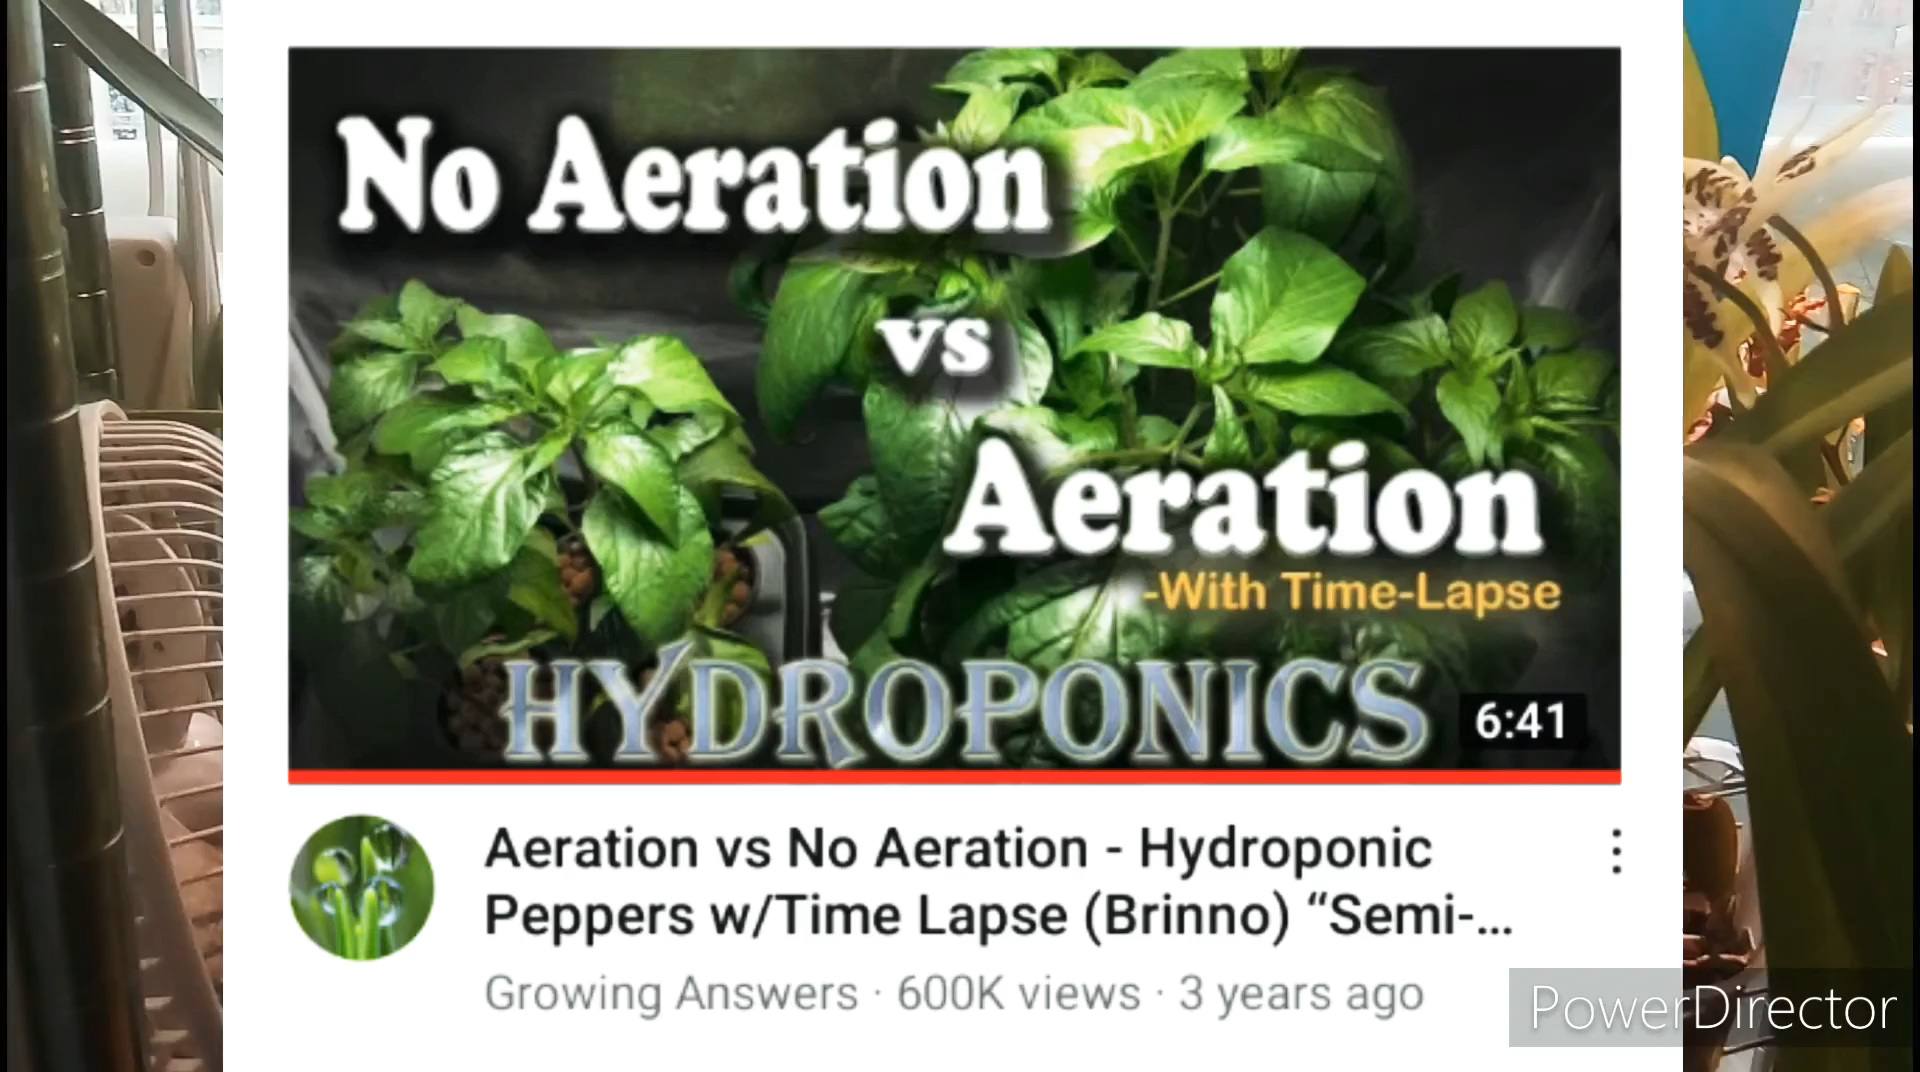 No Aeration
vs
Aeration
-With Time-Lapse
HYDROPONICS
6:41
Aeration vs No Aeration - Hydroponic
Peppers w/Time Lapse (Brinno) “Semi-...
Growing Answers · 600K views · 3 years ago
PowerDirector